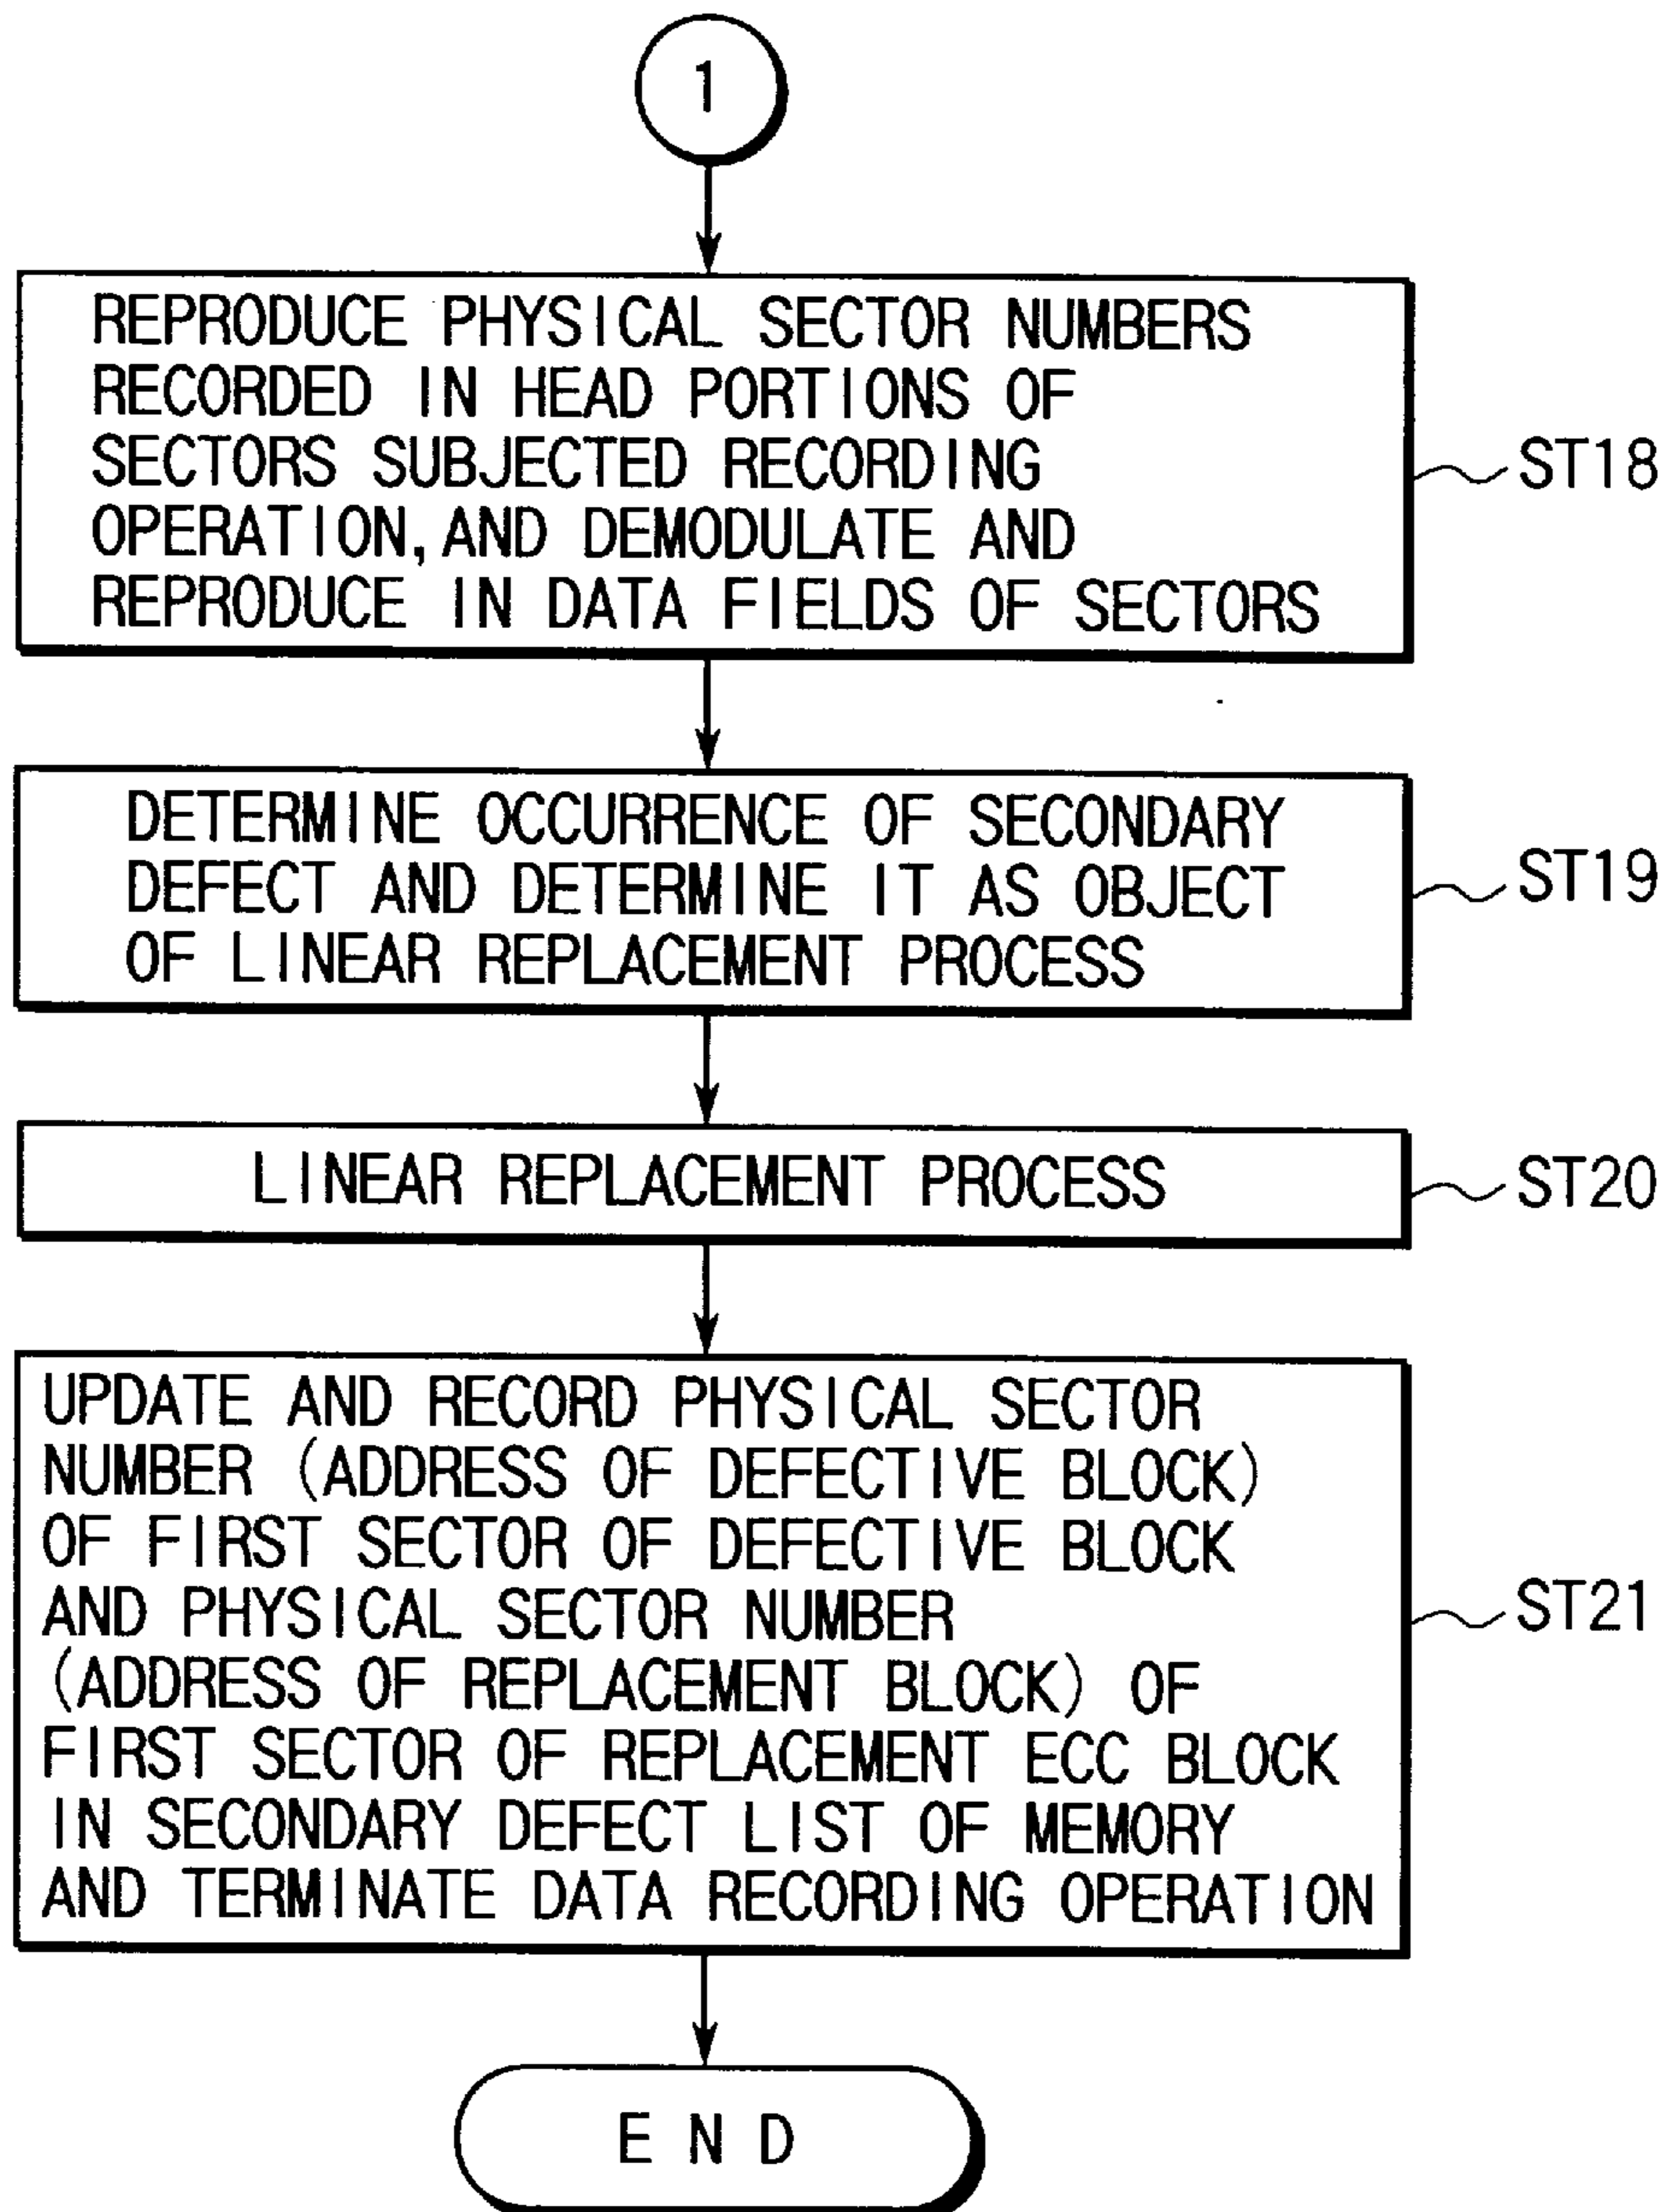 1
REPRODUCE PHYSICAL SECTOR NUMBERS
RECORDED IN HEAD PORTIONS OF
SECTORS SUBJECTED RECORDING
OPERATION, AND DEMODULATE AND
REPRODUCE IN DATA FIELDS OF SECTORS
ST18
DETERMINE OCCURRENCE OF SECONDARY
DEFECT AND DETERMINE IT AS OBJECT
OF LINEAR REPLACEMENT PROCESS
ST19
LINEAR REPLACEMENT PROCESS
ST20
UPDATE AND RECORD PHYSICAL SECTOR
NUMBER (ADDRESS OF DEFECTIVE BLOCK)
OF FIRST SECTOR OF DEFECTIVE BLOCK
AND PHYSICAL SECTOR NUMBER
(ADDRESS OF REPLACEMENT BLOCK) OF
FIRST SECTOR OF REPLACEMENT ECC BLOCK
IN SECONDARY DEFECT LIST OF MEMORY
AND TERMINATE DATA RECORDING OPERATION
ST21
END